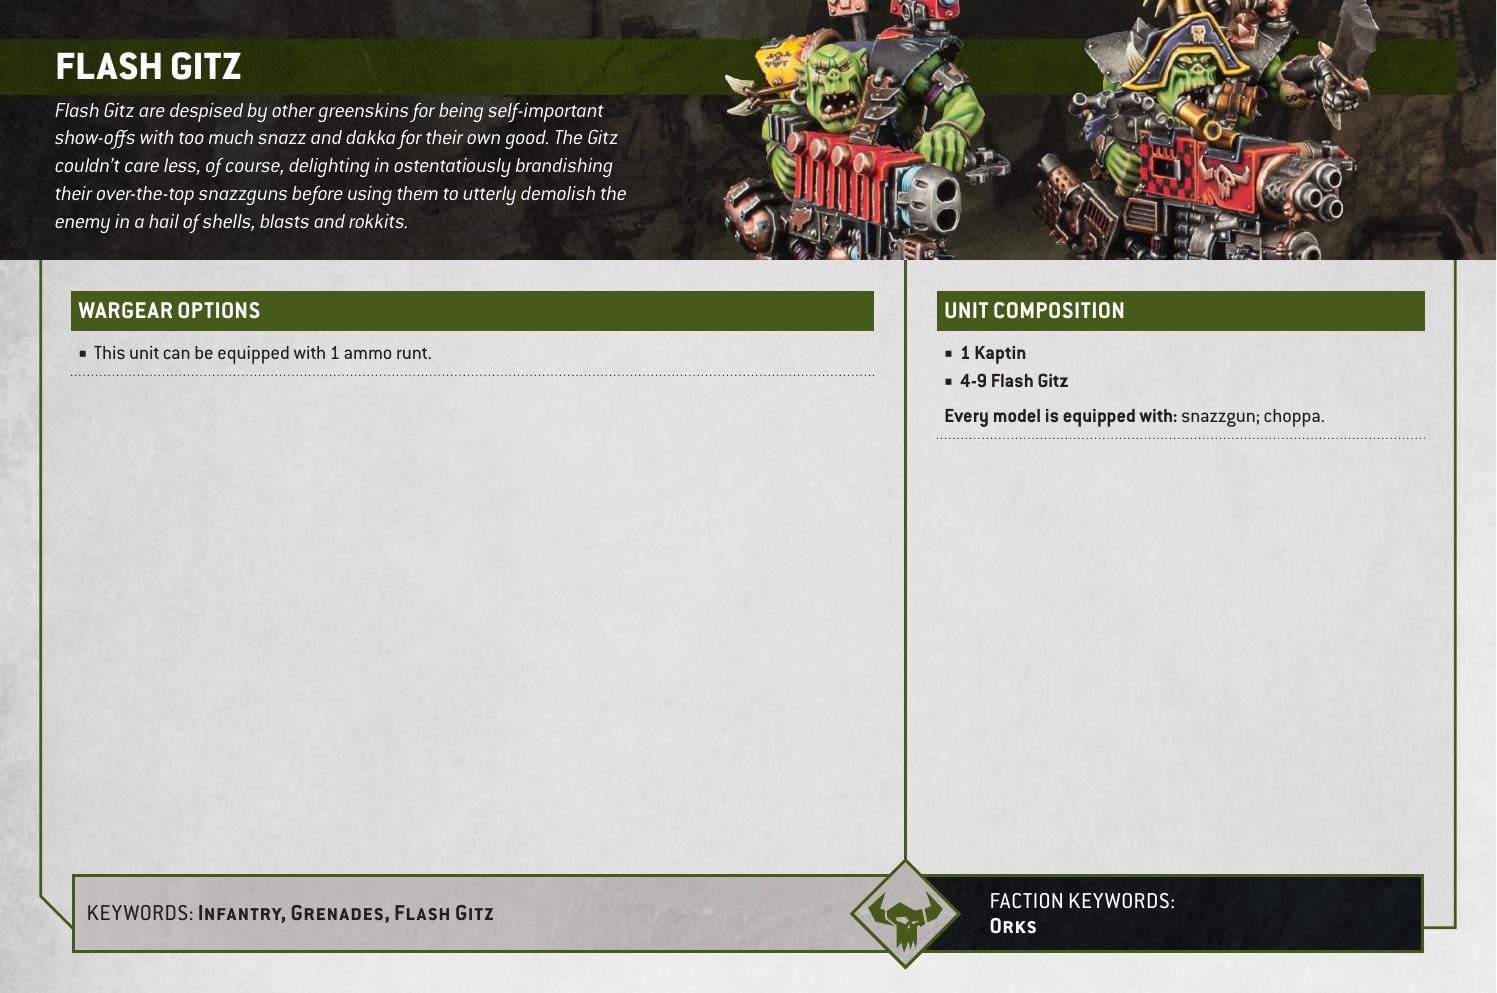 FLASH GITZ
Flash Gitz are despised by other greenskins for being self-important
show-offs with too much snazz and dakka for their own good. The Gitz
couldn't care less, of course, delighting in ostentatiously brandishing
their over-the-top snazzguns before using them to utterly demolish the
enemy in a hail of shells, blasts and rokkits.
WARGEAR OPTIONS
▪ This unit can be equipped with 1 ammo runt.
UNIT COMPOSITION
▪ 1 Kaptin
▪ 4-9 Flash Gitz
Every model is equipped with: snazzgun; choppa.
KEYWORDS: Infantry, Grenades, Flash Gitz
FACTION KEYWORDS:
Orks